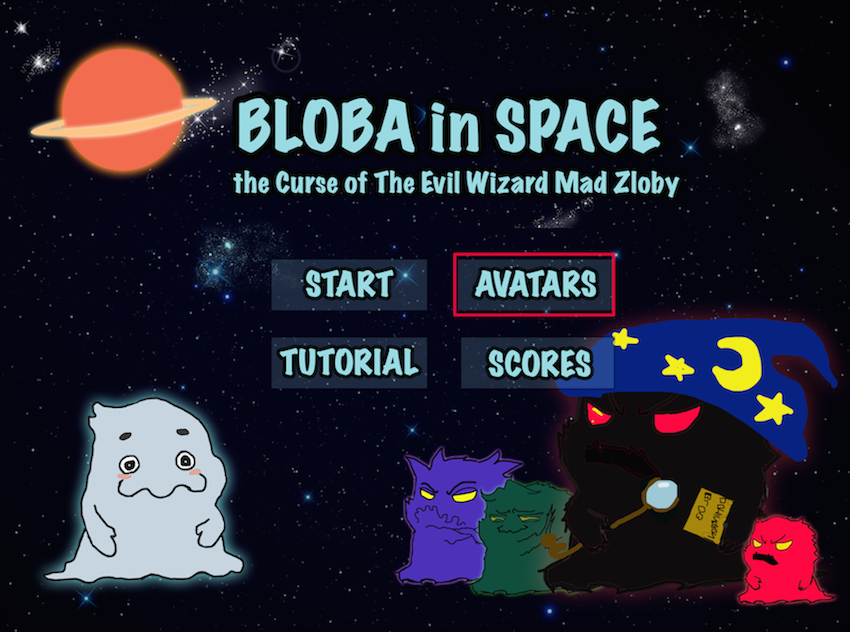 BLOBA in SPACE
the Curse of The Evil Wizard Mad Zloby
START
AVATARS
TUTORIAL
SCORES